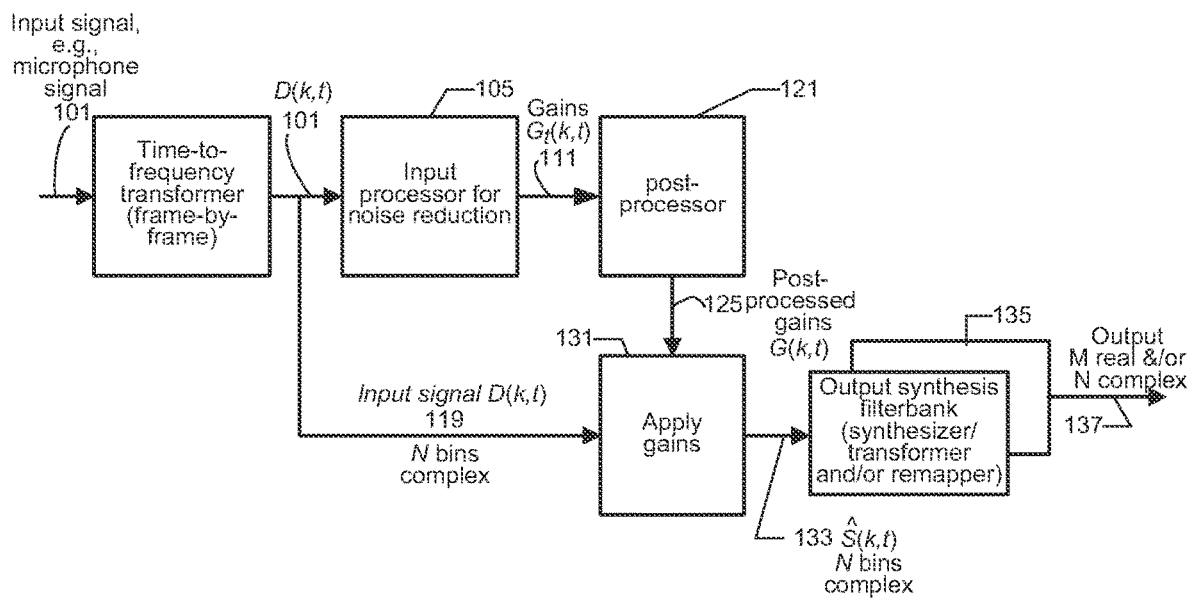 Input signal,
e.g.,
microphone
signal
101
Time-to-
frequency
transformer
(frame-by-
frame)
D(k,t)
101
105
Input
processor for
noise reduction
Gains
Gt(k,t)
111
121
post-
processor
125
Post-
processed
gains
G(k,t)
Input signal D(k,t)
119
N bins
complex
131
Apply
gains
133 Ŝ(k,t)
N bins
complex
135
Output synthesis
filterbank
(synthesizer/
transformer
and/or remapper)
Output
M real &/or
N complex
137